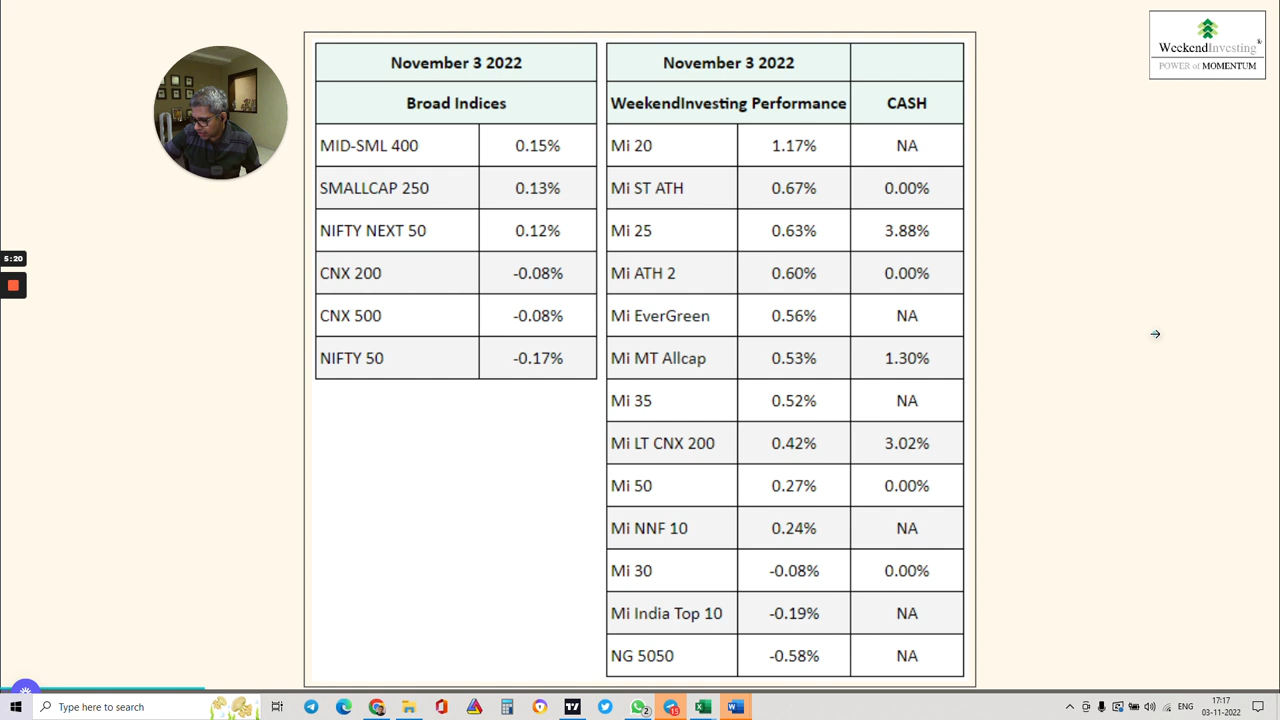 WeekendInvesting
POWER of MOMENTUM
November 3 2022
Broad Indices
MID-SML 400 0.15%
SMALLCAP 250 0.13%
NIFTY NEXT 50 0.12%
CNX 200 -0.08%
CNX 500 -0.08%
NIFTY 50 -0.17%
November 3 2022
WeekendInvesting Performance CASH
Mi 20 1.17% NA
Mi ST ATH 0.67% 0.00%
Mi 25 0.63% 3.88%
Mi ATH 2 0.60% 0.00%
Mi EverGreen 0.56% NA
Mi MT Allcap 0.53% 1.30%
Mi 35 0.52% NA
Mi LT CNX 200 0.42% 3.02%
Mi 50 0.27% 0.00%
Mi NNF 10 0.24% NA
Mi 30 -0.08% 0.00%
Mi India Top 10 -0.19% NA
NG 5050 -0.58% NA
5:20
Type here to search
2
15
ENG
17:17
03-11-2022